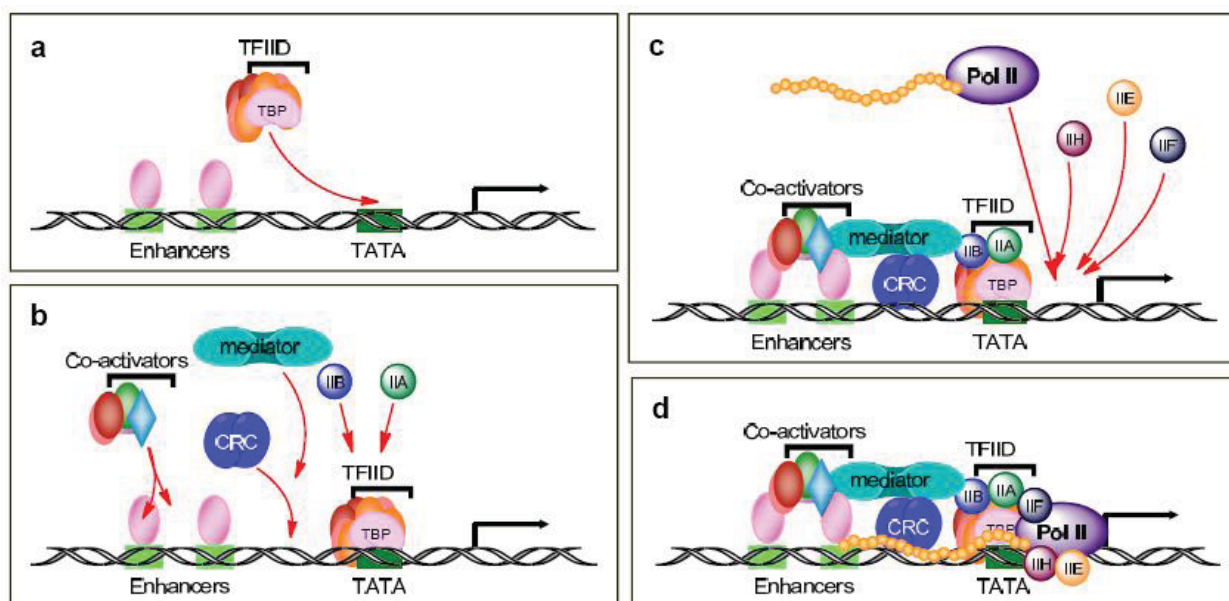 a
TFIID
TBP
Enhancers
TATA
b
Co-activators
mediator
IIB
IIA
CRC
TFIID
TBP
Enhancers
TATA
c
Pol II
IIE
IIH
IIF
Co-activators
TFIID
mediator
IIB
IIA
CRC
TBP
Enhancers
TATA
d
Co-activators
TFIID
mediator
IIB
IIA
IIF
CRC
TBP
Pol II
Enhancers
TATA
IIH
IIE